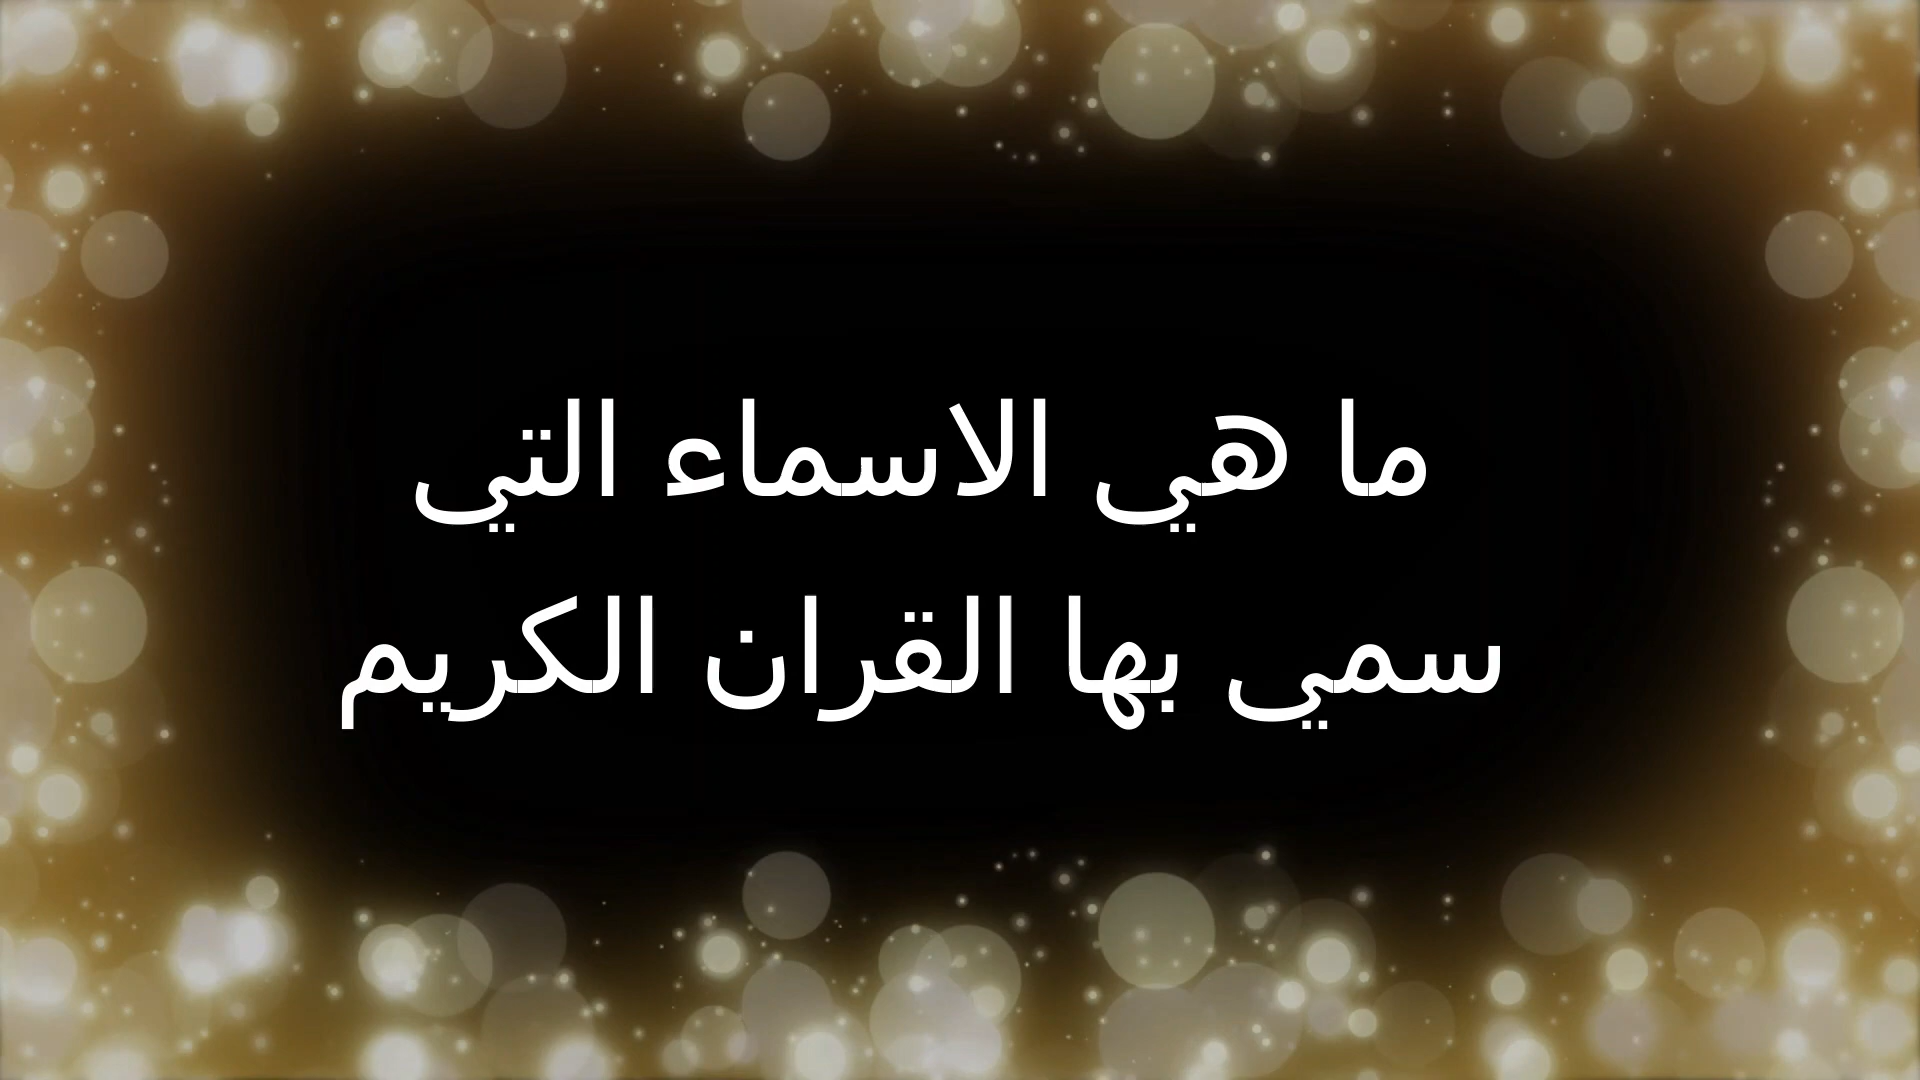 ما هي الاسماء التي
سمي بها القران الكريم